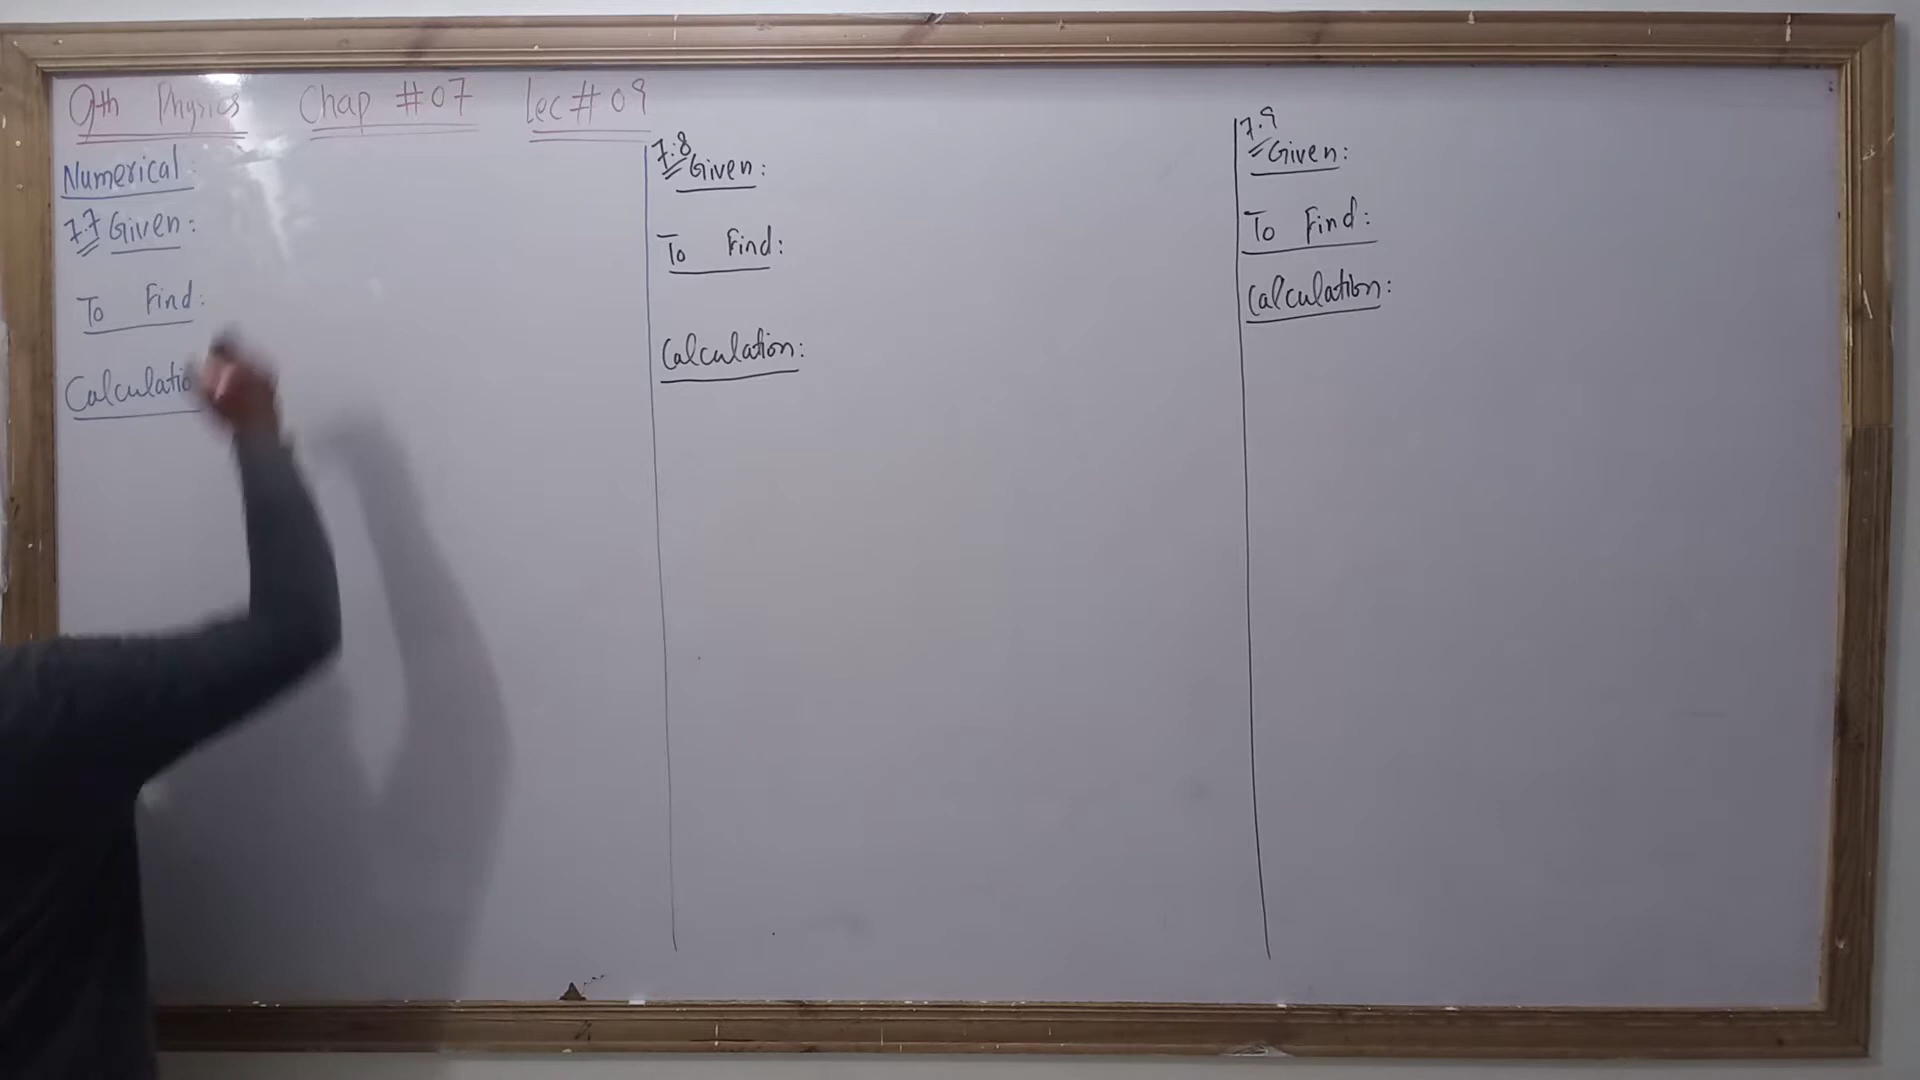 9th Physics Chap #07 Lec # 09
Numerical:
7.7 Given:
To Find:
Calculatio
7.8 Given:
To Find:
Calculation:
7.9 Given:
To Find:
Calculation: